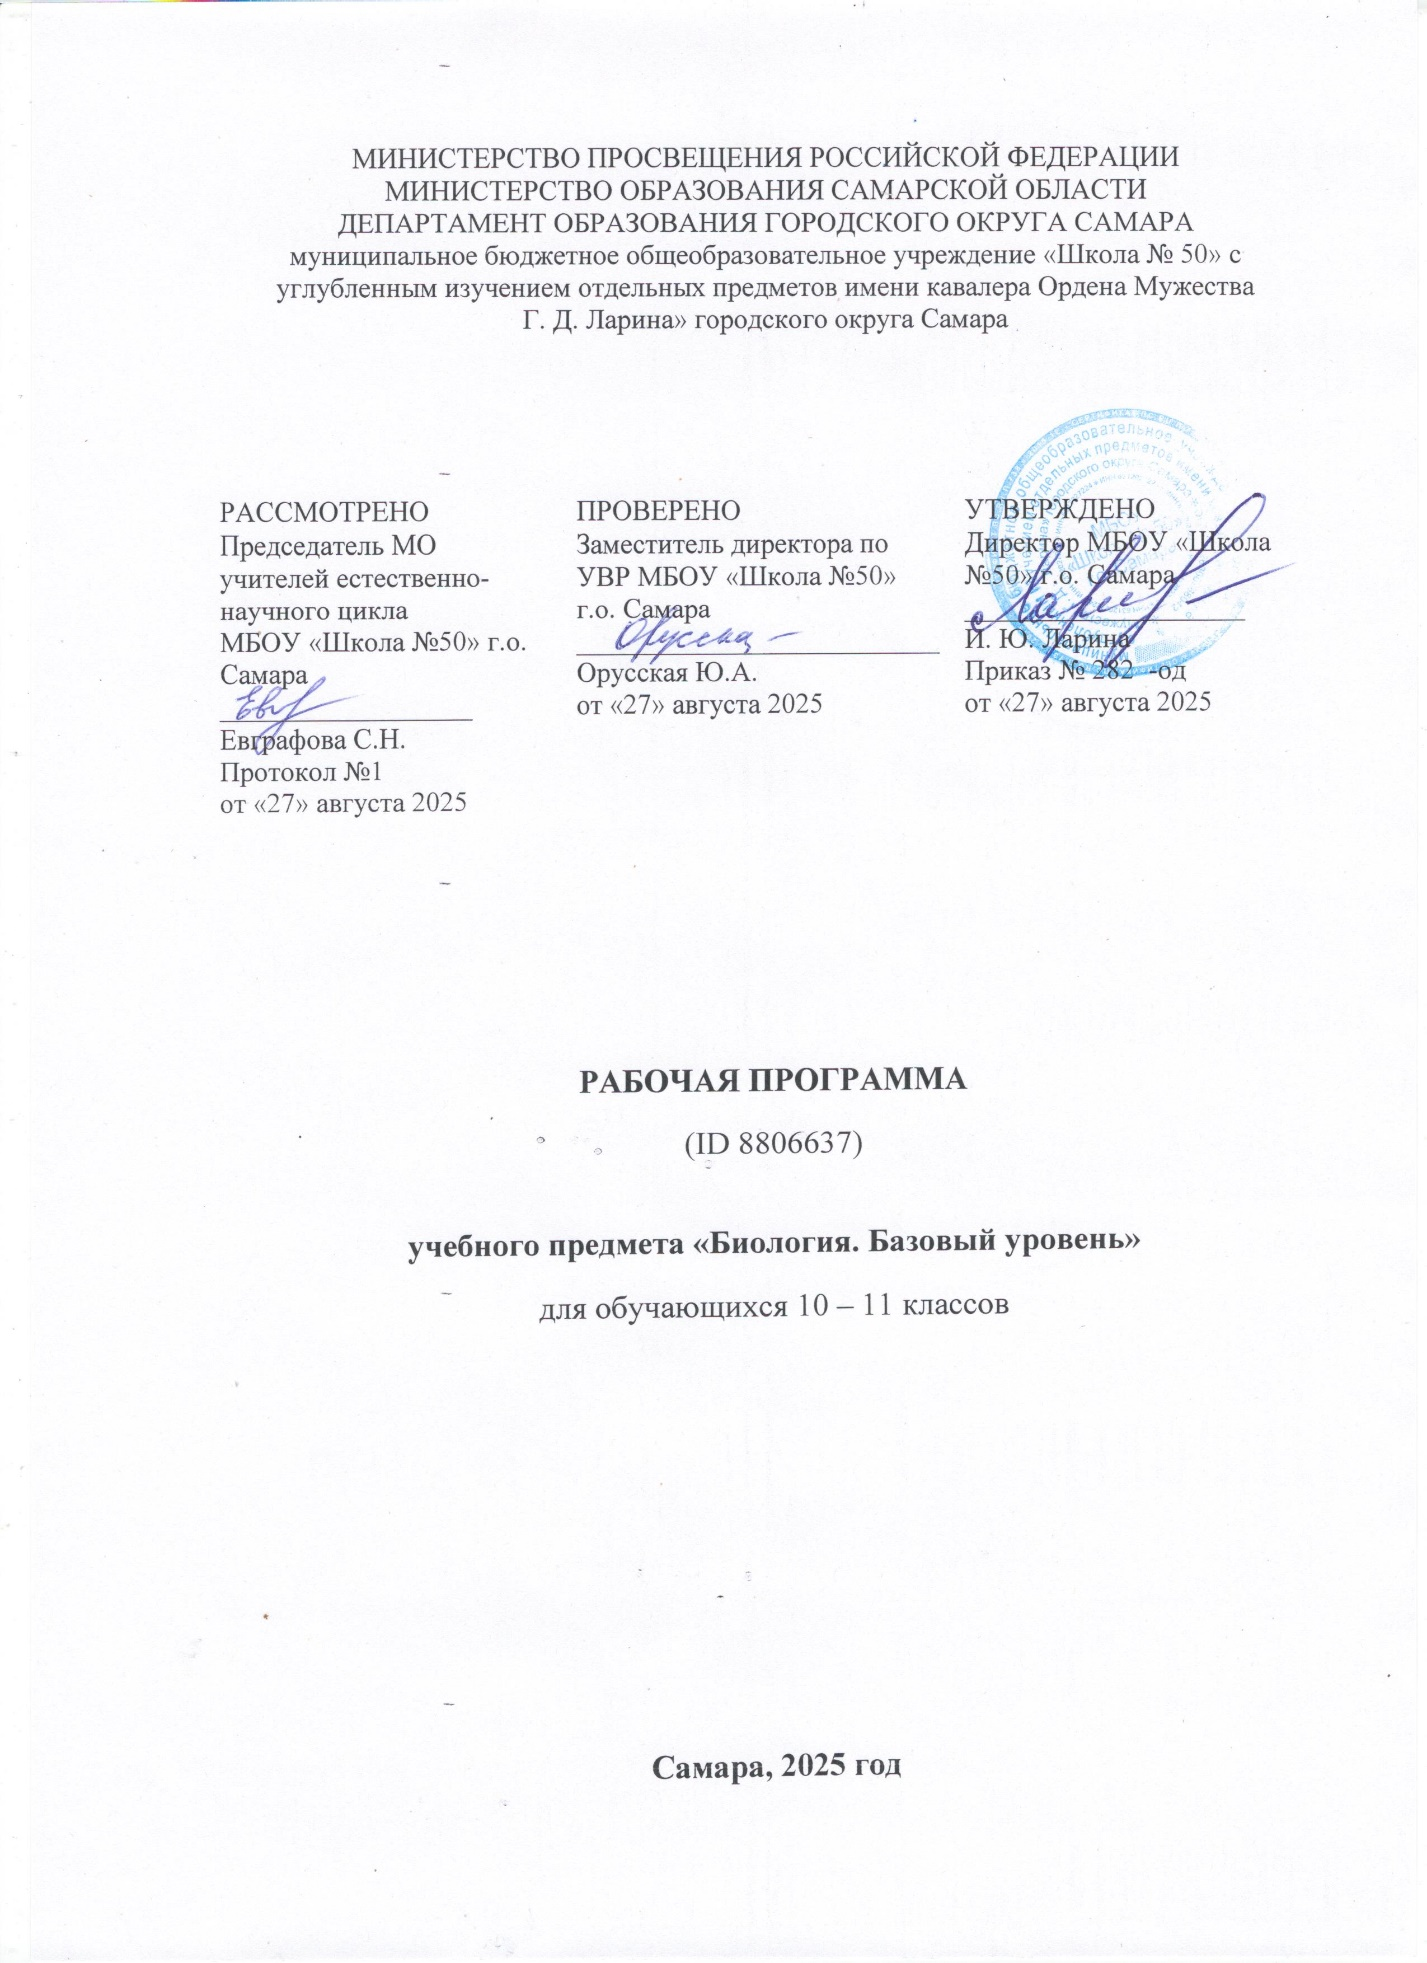 МИНИСТЕРСТВО ПРОСВЕЩЕНИЯ РОССИЙСКОЙ ФЕДЕРАЦИИ
МИНИСТЕРСТВО ОБРАЗОВАНИЯ САМАРСКОЙ ОБЛАСТИ
ДЕПАРТАМЕНТ ОБРАЗОВАНИЯ ГОРОДСКОГО ОКРУГА САМАРА
муниципальное бюджетное общеобразовательное учреждение «Школа № 50» с
углубленным изучением отдельных предметов имени кавалера Ордена Мужества
Г. Д. Ларина» городского округа Самара
РАССМОТРЕНО
Председатель МО
учителей естественно-
научного цикла
МБОУ «Школа №50» г.о.
Самара
Евграфова С.Н.
Протокол №1
от «27» августа 2025
ПРОВЕРЕНО
Заместитель директора по
УВР МБОУ «Школа №50»
г.о. Самара
Орусская Ю.А.
от «27» августа 2025
УТВЕРЖДЕНО
Директор МБОУ «Школа
№50» г.о. Самара
И. Ю. Ларина
Приказ № 282 -од
от «27» августа 2025
РАБОЧАЯ ПРОГРАММА
(ID 8806637)
учебного предмета «Биология. Базовый уровень»
для обучающихся 10 – 11 классов
Самара, 2025 год